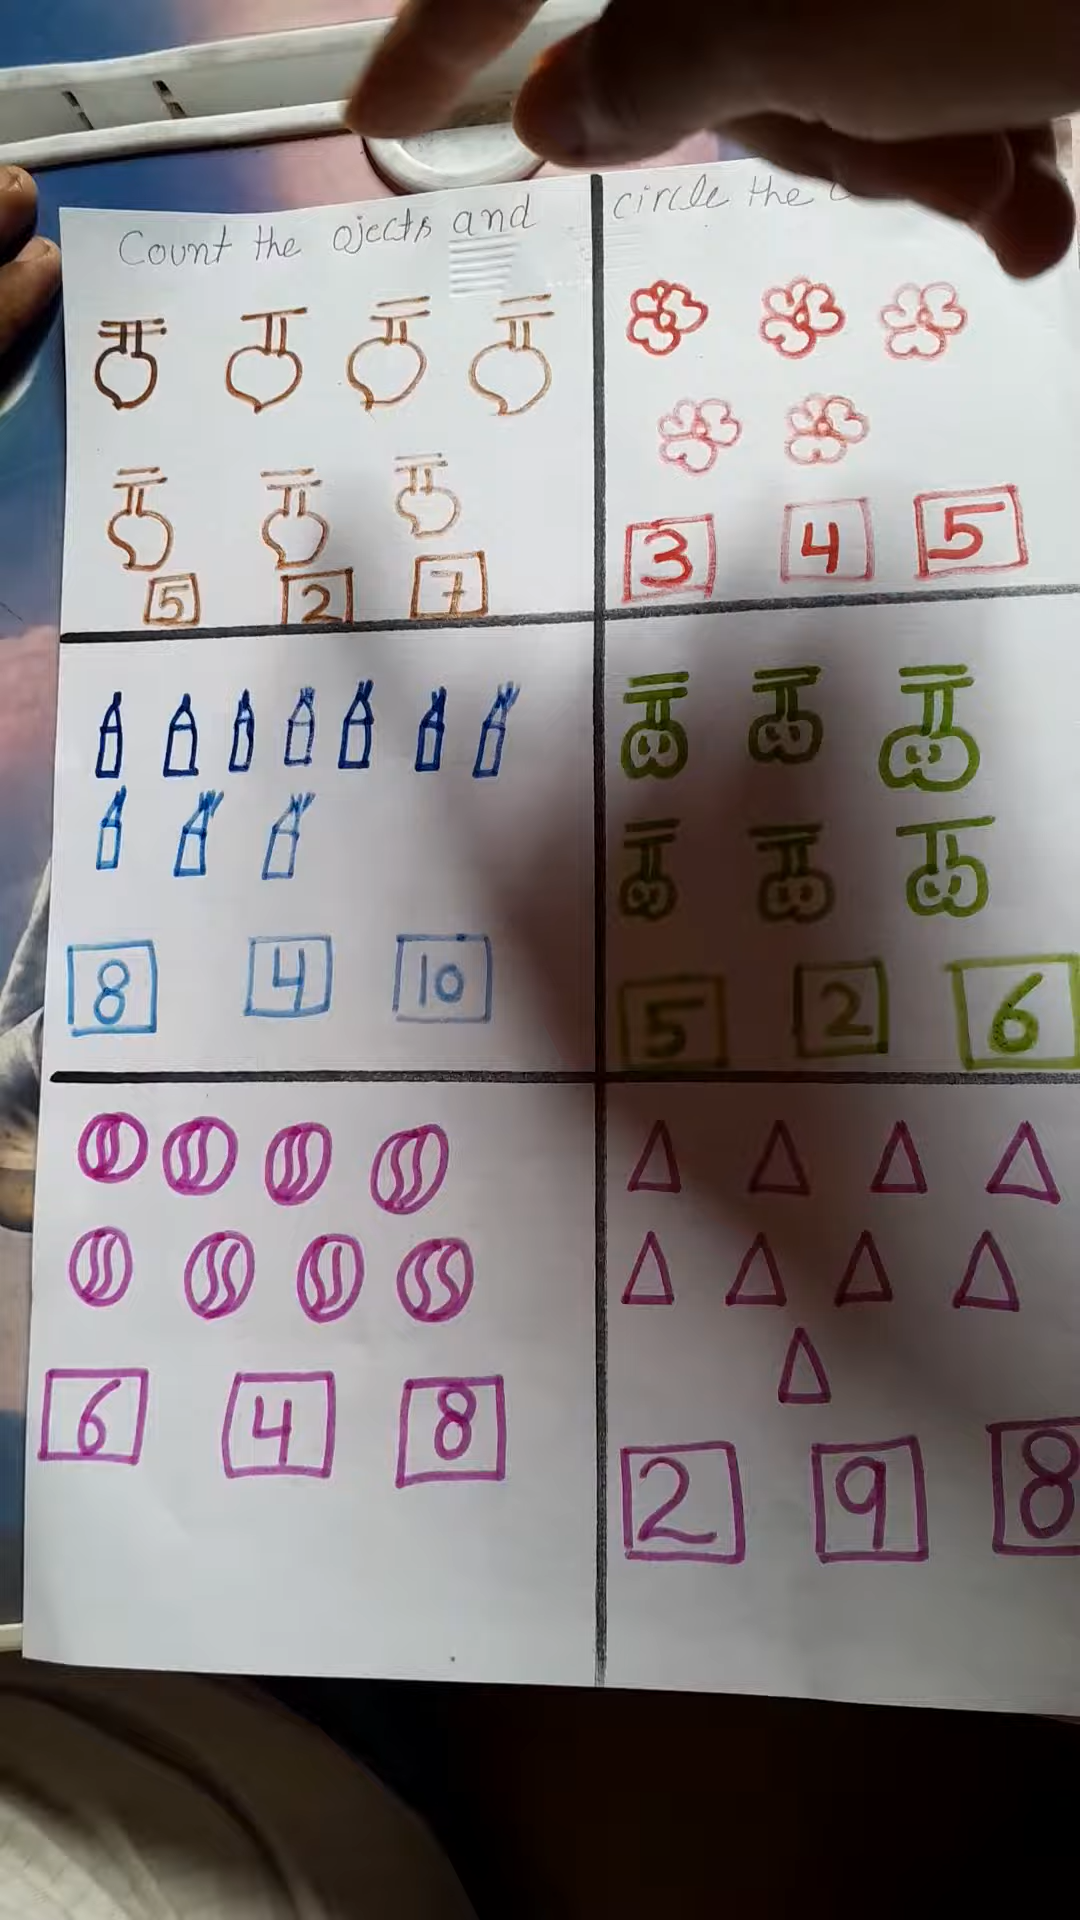 Count the ojects and
circle the
5 2 7
3 4 5
8 4 10
5 2 6
6 4 8
2 9 8